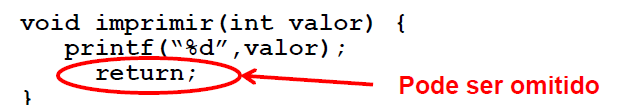 void imprimir(int valor) {
printf(“%d”,valor);
return;
Pode ser omitido
}